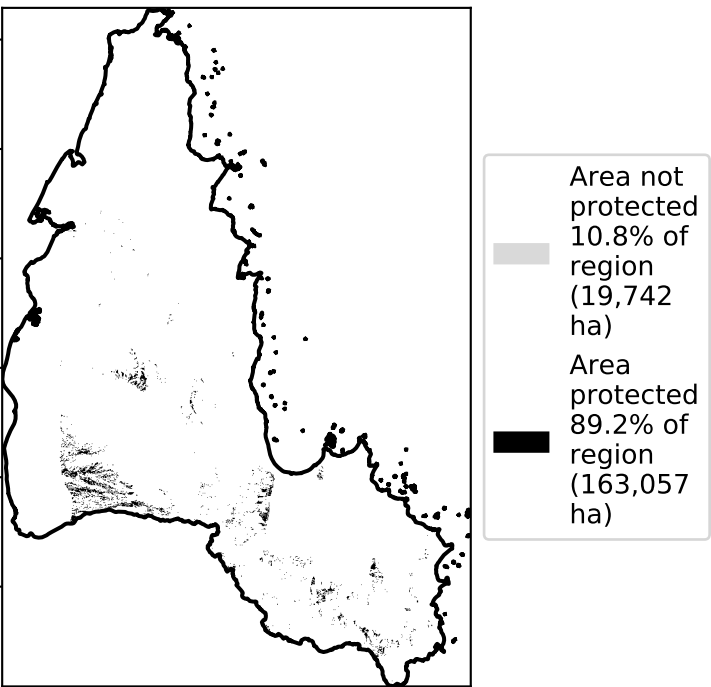 Area not
protected
10.8% of
region
(19,742
ha)
Area
protected
89.2% of
region
(163,057
ha)